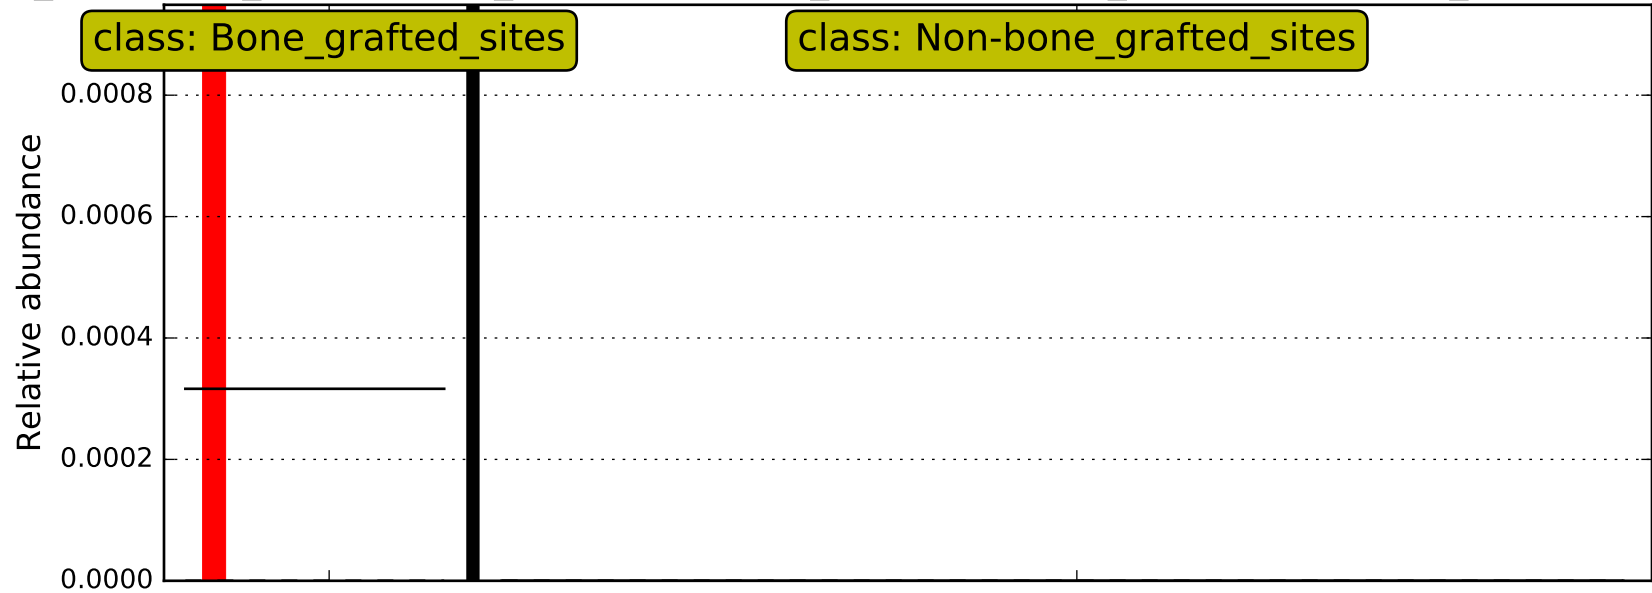 class: Bone_grafted_sites
class: Non-bone_grafted_sites
0.0008
0.0006
0.0004
0.0002
0.0000
Relative abundance